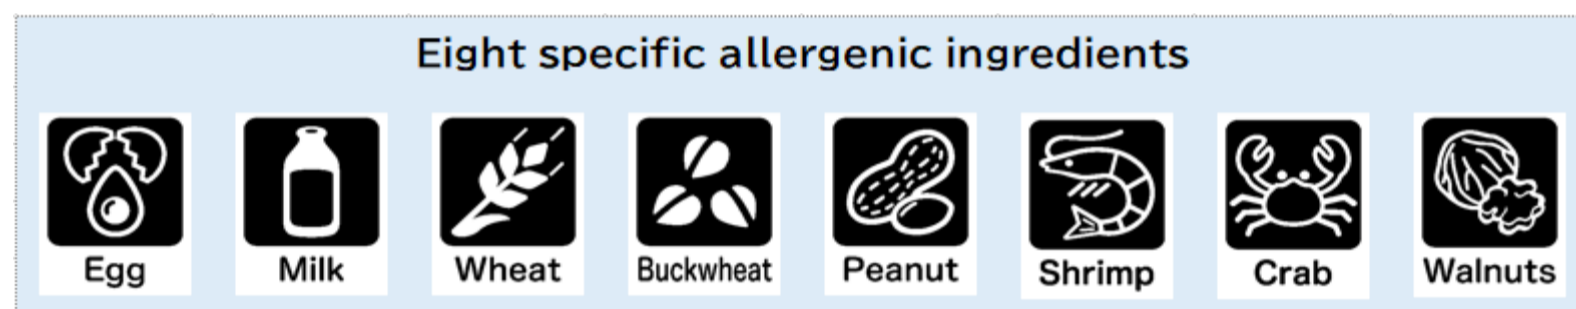 Eight specific allergenic ingredients
Egg
Milk
Wheat
Buckwheat
Peanut
Shrimp
Crab
Walnuts